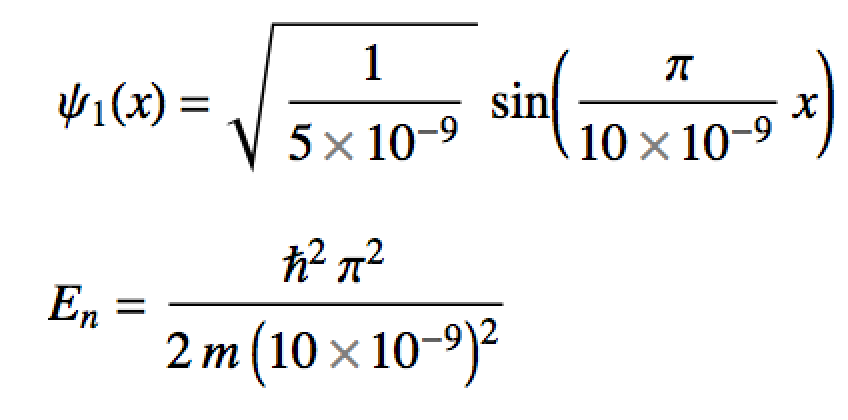 ψ₁(x) = √(1 / (5 × 10⁻⁹)) sin(π / (10 × 10⁻⁹) x)
Eₙ = ℏ² π² / (2 m (10 × 10⁻⁹)²)